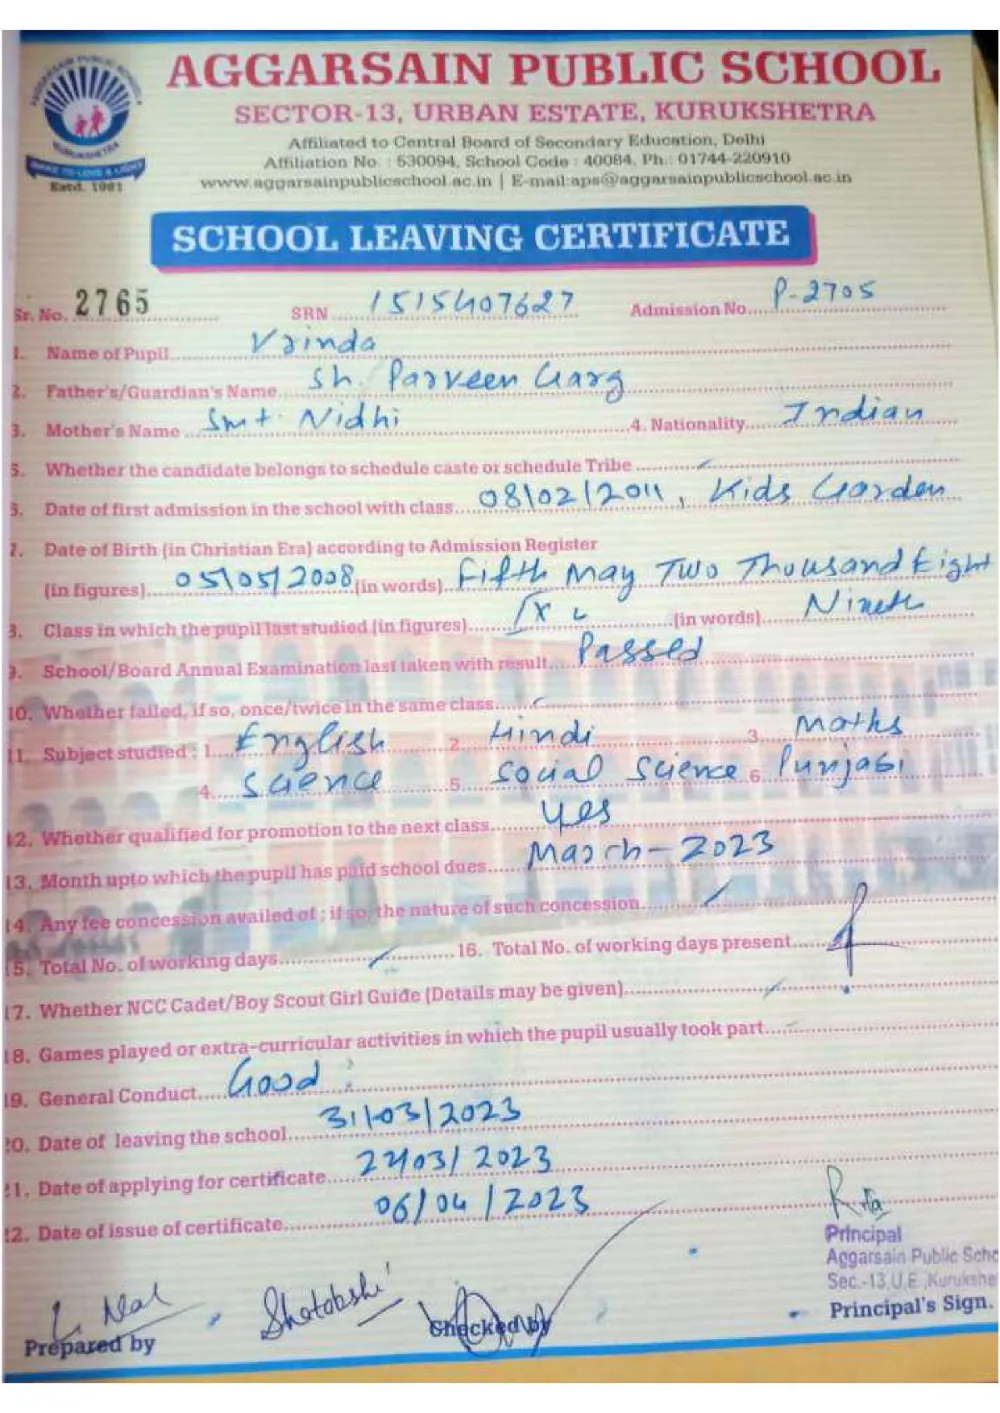 AGGARSAIN PUBLIC SCHOOL
SECTOR-13, URBAN ESTATE, KURUKSHETRA
Affiliated to Central Board of Secondary Education, Delhi
Affiliation No. : 530094, School Code : 40084, Ph.: 01744-220910
www.aggarsainpublicschool.ac.in | E-mail:aps@aggarsainpublicschool.ac.in
AGGARSAIN PUBLIC SCHOOL
KURUKSHETRA
Estd. 1981
SCHOOL LEAVING CERTIFICATE
Sr. No. 2765 SRN 1515407627 Admission No. P-2705
1. Name of Pupil Vrinda
2. Father's/Guardian's Name Sh. Parveen Garg
3. Mother's Name Smt. Nidhi 4. Nationality Indian
5. Whether the candidate belongs to schedule caste or schedule Tribe
6. Date of first admission in the school with class 08/02/2011, Kids Garden
7. Date of Birth (in Christian Era) according to Admission Register
(in figures) 05/05/2008 (in words) Fifth May Two Thousand Eight
8. Class in which the pupil last studied (in figures) IX (in words) Nineth
9. School/Board Annual Examination last taken with result Passed
10. Whether failed, if so, once/twice in the same class
11. Subject studied : 1. English 2. Hindi 3. Maths
4. Science 5. Social Science 6. Punjabi
12. Whether qualified for promotion to the next class Yes
13. Month upto which the pupil has paid school dues March-2023
14. Any fee concession availed of ; if so, the nature of such concession
15. Total No. of working days 16. Total No. of working days present
17. Whether NCC Cadet/Boy Scout Girl Guide (Details may be given)
18. Games played or extra-curricular activities in which the pupil usually took part
19. General Conduct Good
20. Date of leaving the school 31/03/2023
21. Date of applying for certificate /03/2023
22. Date of issue of certificate 06/04/2023
Principal
Aggarsain Public Scho
Sec.-13,U.E.,Kurukshe
Principal's Sign.
Shatabshi
Prepared by Checked by